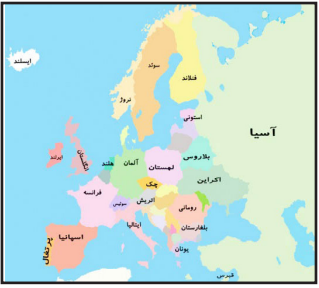 ایسلند
سوئد
فنلاند
نروژ
استونی
آسیا
ایرلند
انگلستان
هلند
آلمان
لهستان
بلاروس
چک
اکراین
فرانسه
سوئیس
اتریش
رومانی
ایتالیا
بلغارستان
اسپانیا
پرتغال
یونان
قبرس